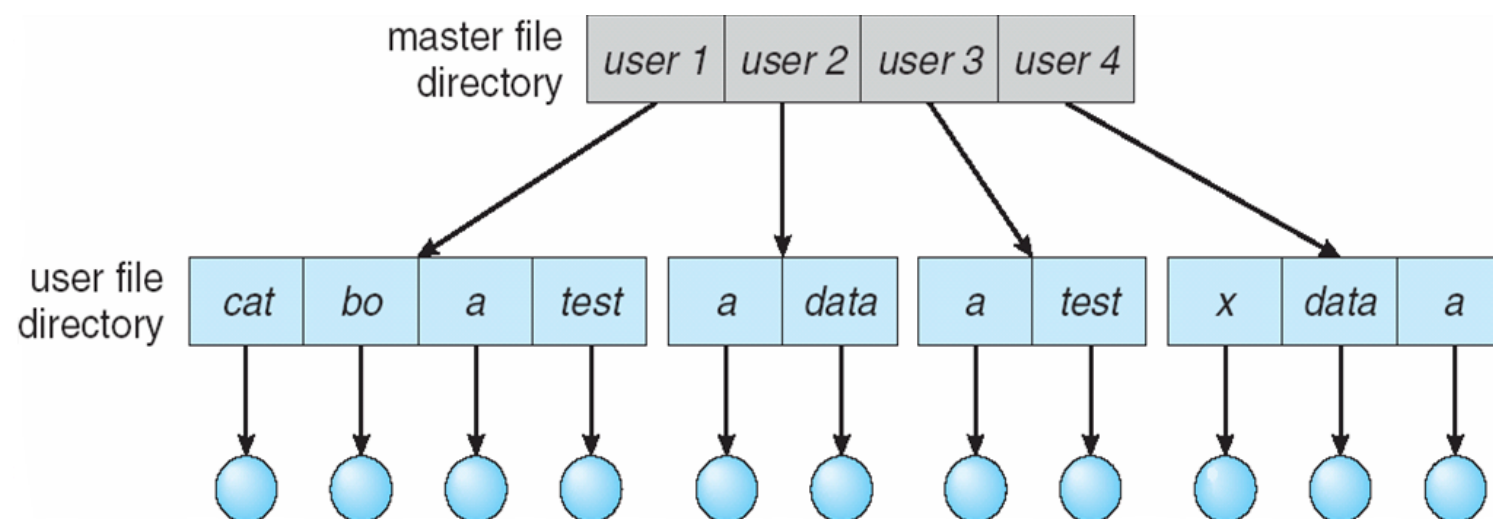 master file
directory
user 1 user 2 user 3 user 4
user file
directory
cat bo a test a data a test x data a